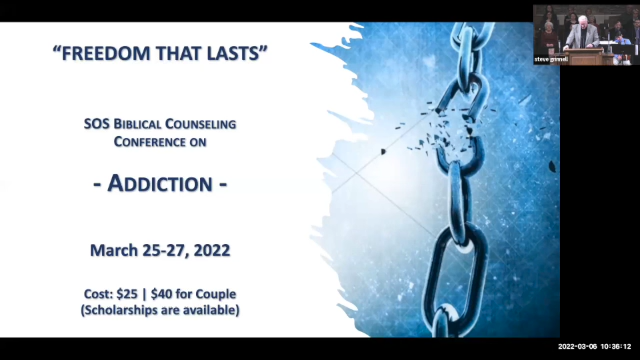 "FREEDOM THAT LASTS"
SOS BIBLICAL COUNSELING
CONFERENCE ON
- ADDICTION -
March 25-27, 2022
Cost: $25 | $40 for Couple
(Scholarships are available)
steve grinnell
2022-03-06 10:36:12